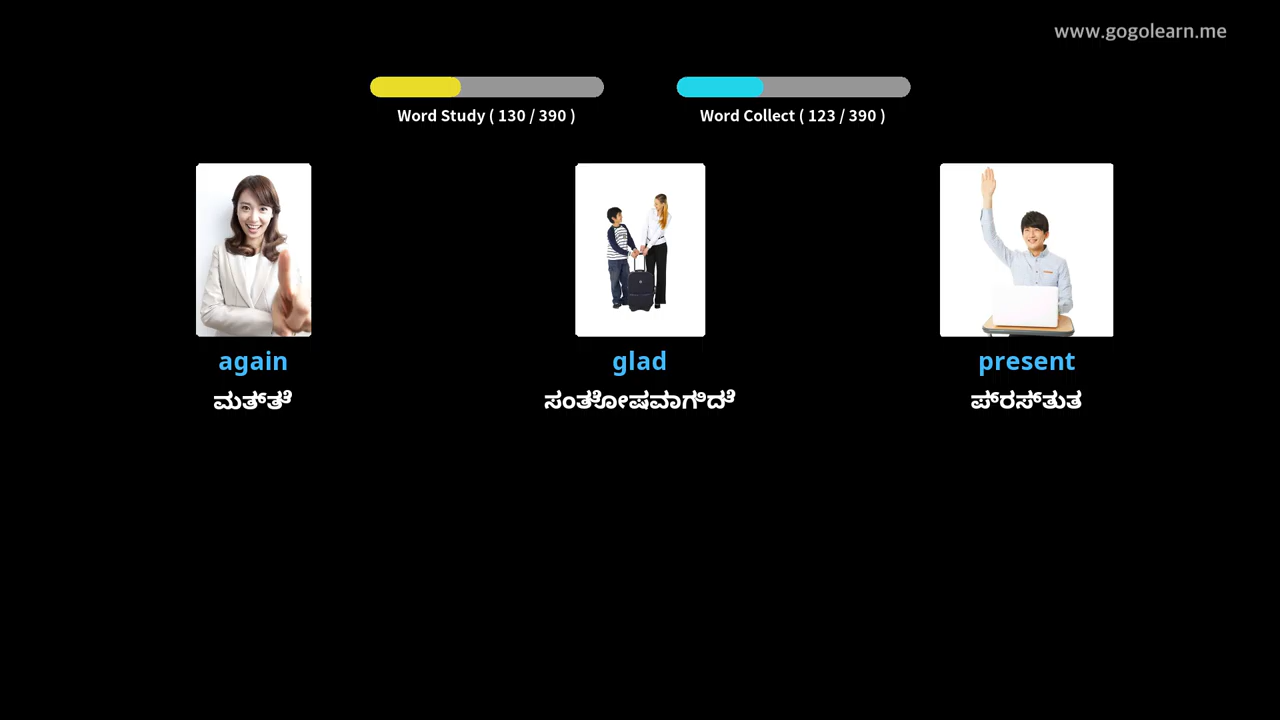 www.gogolearn.me
Word Study ( 130 / 390 )
Word Collect ( 123 / 390 )
again
glad
present
ಮತ್ತೆ
ಸಂತೋಷವಾಗಿದೆ
ಪ್ರಸ್ತುತ